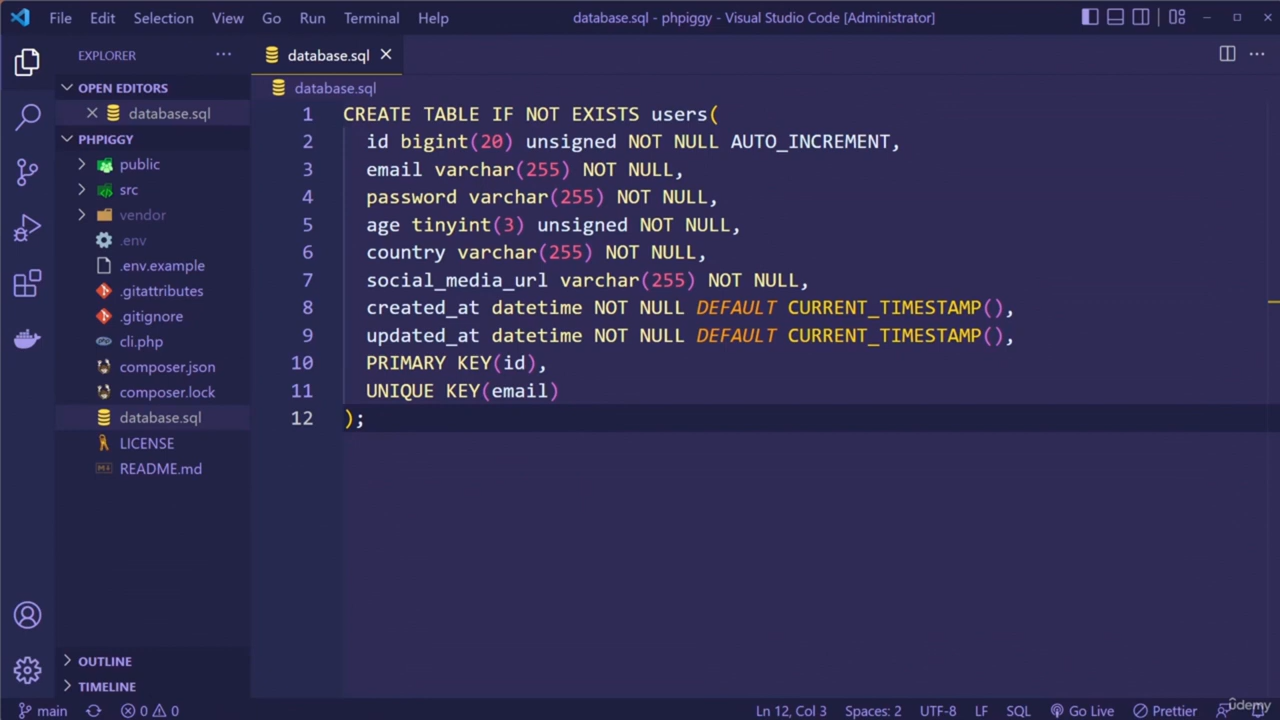 File Edit Selection View Go Run Terminal Help
database.sql - phpiggy - Visual Studio Code [Administrator]
EXPLORER
OPEN EDITORS
database.sql
PHPIGGY
public
src
vendor
.env
.env.example
.gitattributes
.gitignore
cli.php
composer.json
composer.lock
database.sql
LICENSE
README.md
OUTLINE
TIMELINE
database.sql
database.sql
1 CREATE TABLE IF NOT EXISTS users(
2 id bigint(20) unsigned NOT NULL AUTO_INCREMENT,
3 email varchar(255) NOT NULL,
4 password varchar(255) NOT NULL,
5 age tinyint(3) unsigned NOT NULL,
6 country varchar(255) NOT NULL,
7 social_media_url varchar(255) NOT NULL,
8 created_at datetime NOT NULL DEFAULT CURRENT_TIMESTAMP(),
9 updated_at datetime NOT NULL DEFAULT CURRENT_TIMESTAMP(),
10 PRIMARY KEY(id),
11 UNIQUE KEY(email)
12 );
main 0 0 Ln 12, Col 3 Spaces: 2 UTF-8 LF SQL Go Live Prettier
ûdemy